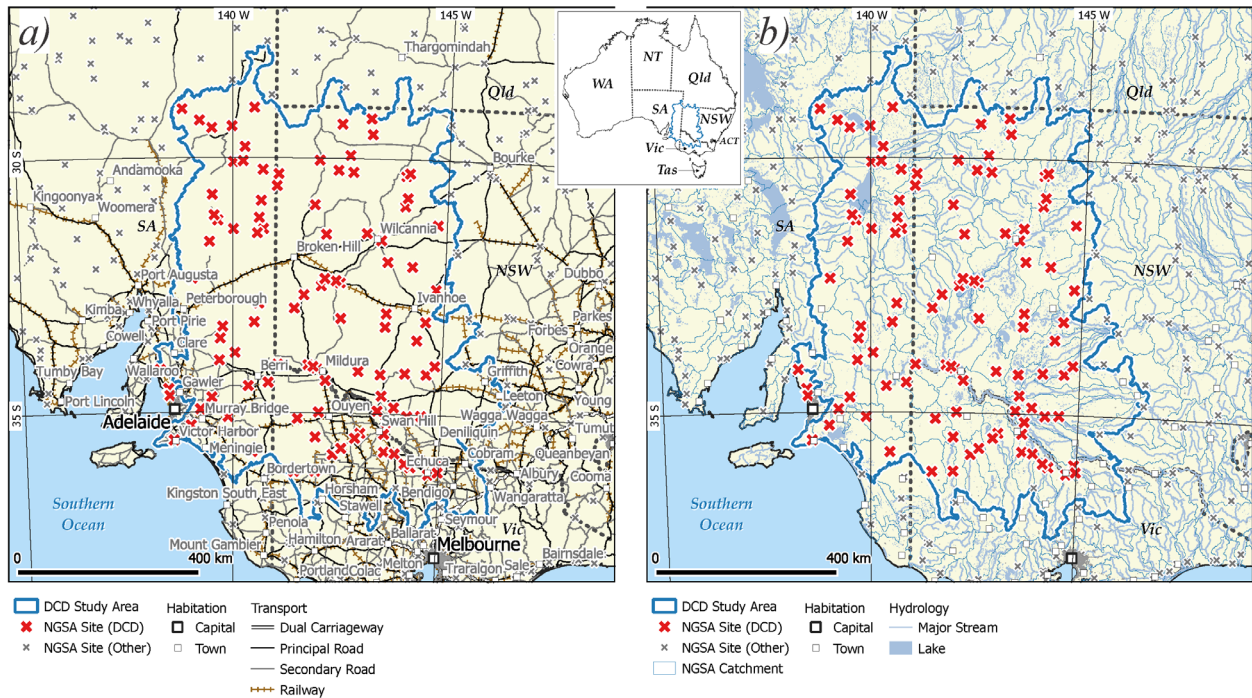 a)
140 W
145 W
Thargomindah
Qld
30 S
Bourke
Andamooka
Kingoonya
Woomera
SA
Wilcannia
Broken Hill
NSW
Port Augusta
Dubbo
Whyalla
Peterborough
Kimba
Ivanhoe
Port Pirie
Parkes
Cowell
Forbes
Clare
Orange
Mildura
Cowra
Wallaroo
Berri
Tumby Bay
Griffith
Gawler
Leeton
Port Lincoln
Young
35 S
Murray Bridge
Ouyen
Wagga Wagga
Adelaide
Swan Hill
Tumut
Victor Harbor
Deniliquin
Meningie
Cobram
Queanbeyan
Echuca
Bordertown
Albury
Cooma
Kingston South East
Horsham
Bendigo
Wangaratta
Southern
Ocean
Stawell
Penola
Seymour
Vic
Hamilton
Ararat
Ballarat
Mount Gambier
Melbourne
Bairnsdale
0
400 km
Melton
Portland
Colac
Traralgon
Sale
WA
NT
Qld
SA
NSW
Vic
ACT
Tas
b)
140 W
145 W
Qld
30 S
SA
NSW
35 S
Southern
Ocean
Vic
0
400 km
DCD Study Area
NGSA Site (DCD)
NGSA Site (Other)
Habitation
Capital
Town
Transport
Dual Carriageway
Principal Road
Secondary Road
Railway
DCD Study Area
NGSA Site (DCD)
NGSA Site (Other)
NGSA Catchment
Habitation
Capital
Town
Hydrology
Major Stream
Lake